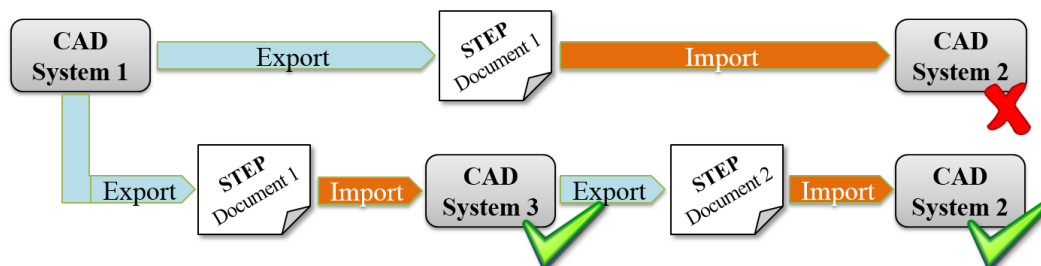 CAD
System 1
Export
STEP
Document 1
Import
CAD
System 2
Export
STEP
Document 1
Import
CAD
System 3
Export
STEP
Document 2
Import
CAD
System 2